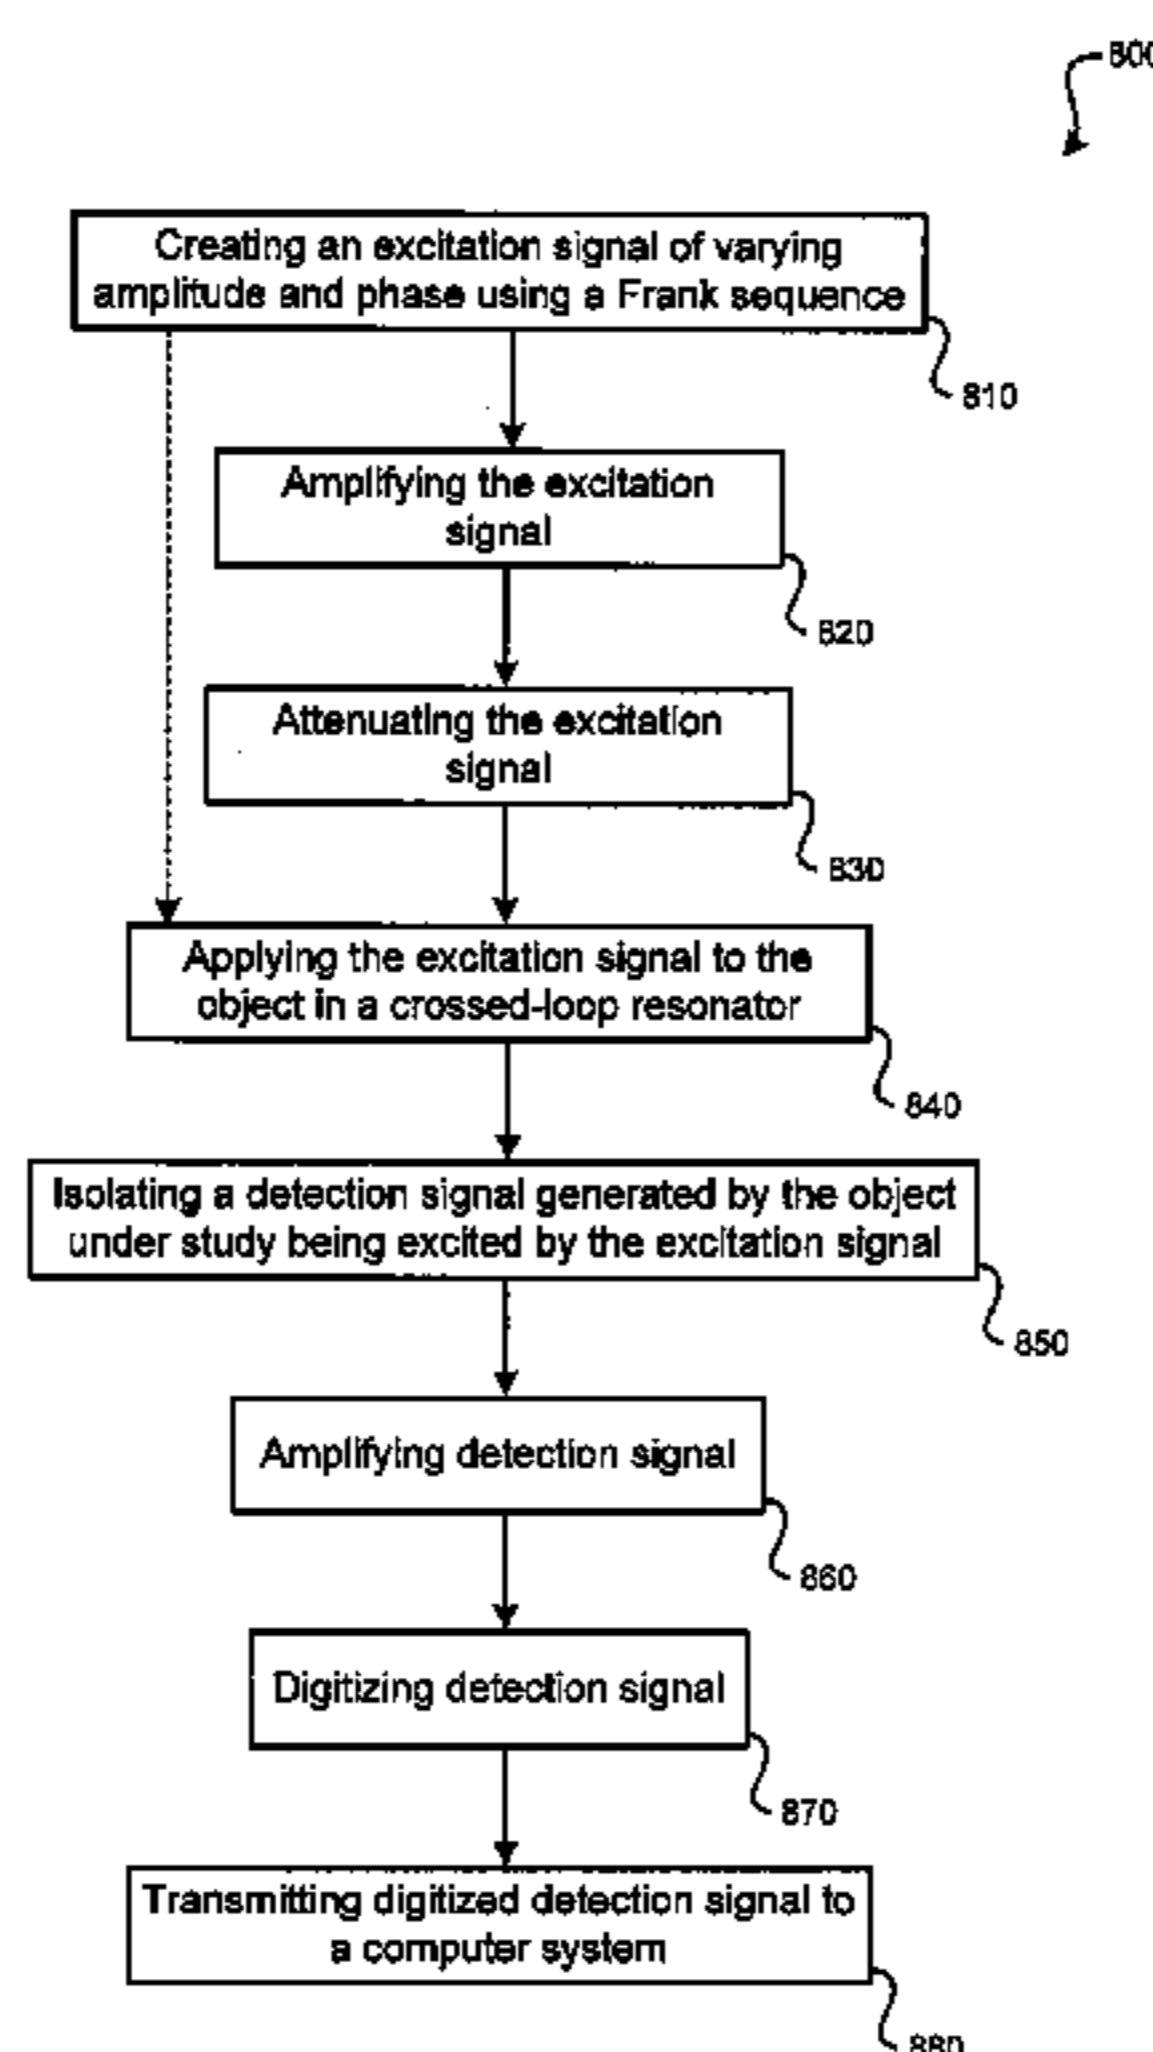 800
Creating an excitation signal of varying
amplitude and phase using a Frank sequence
810
Amplifying the excitation
signal
820
Attenuating the excitation
signal
830
Applying the excitation signal to the
object in a crossed-loop resonator
840
Isolating a detection signal generated by the object
under study being excited by the excitation signal
850
Amplifying detection signal
860
Digitizing detection signal
870
Transmitting digitized detection signal to
a computer system
880